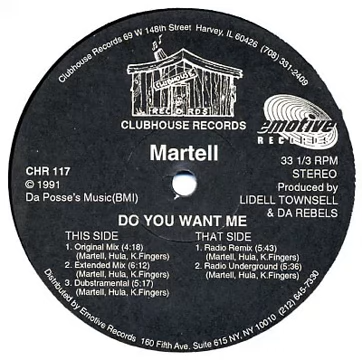 Clubhouse Records 69 W 148th Street Harvey, IL 60426 (708) 331-2409
CLUBHOUSE
RECORDS
CLUBHOUSE RECORDS
emotive
RECORDS
Martell
CHR 117
© 1991
Da Posse's Music(BMI)
33 1/3 RPM
STEREO
Produced by
LIDELL TOWNSELL
& DA REBELS
DO YOU WANT ME
THIS SIDE
1. Original Mix (4:18)
(Martell, Hula, K.Fingers)
2. Extended Mix (6:12)
(Martell, Hula, K.Fingers)
3. Dubstramental (5:17)
(Martell, Hula, K.Fingers)
THAT SIDE
1. Radio Remix (5:43)
(Martell, Hula, K.Fingers)
2. Radio Underground (5:36)
(Martell, Hula, K.Fingers)
Distributed by Emotive Records 160 Fifth Ave. Suite 615 NY, NY 10010 (212) 645-7330